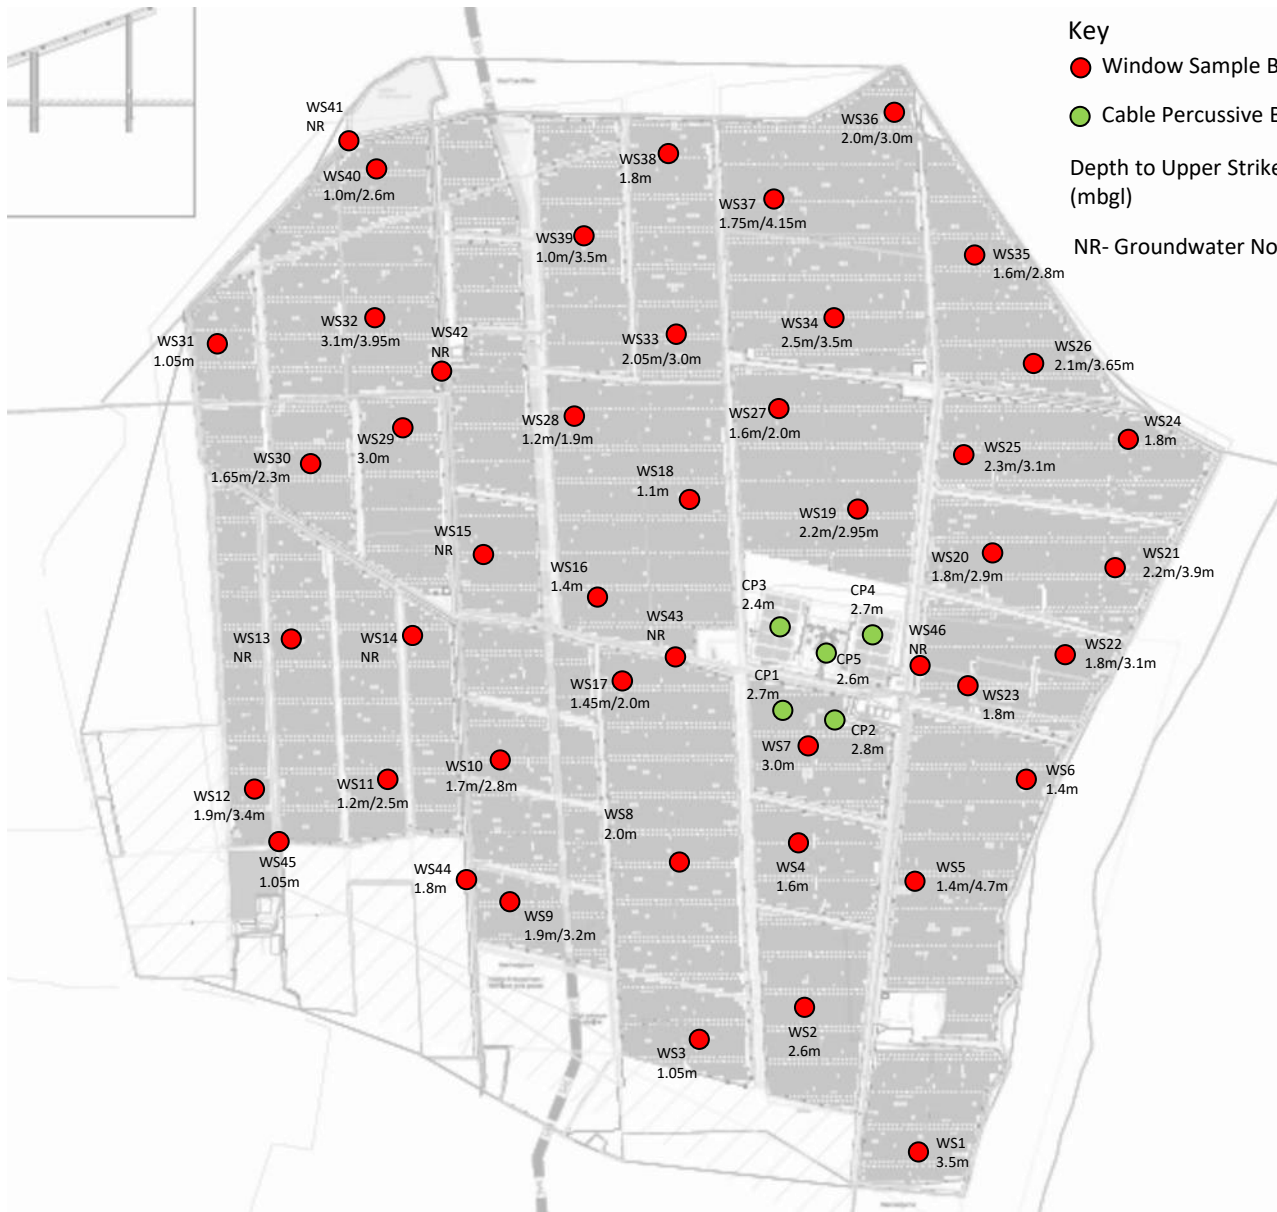 Key
Window Sample B
Cable Percussive B
Depth to Upper Strike
(mbgl)
NR- Groundwater No
WS41
NR
WS40
1.0m/2.6m
WS38
1.8m
WS36
2.0m/3.0m
WS37
1.75m/4.15m
WS39
1.0m/3.5m
WS35
1.6m/2.8m
WS31
1.05m
WS32
3.1m/3.95m
WS42
NR
WS33
2.05m/3.0m
WS34
2.5m/3.5m
WS26
2.1m/3.65m
WS28
1.2m/1.9m
WS27
1.6m/2.0m
WS24
1.8m
WS29
3.0m
WS30
1.65m/2.3m
WS25
2.3m/3.1m
WS18
1.1m
WS19
2.2m/2.95m
WS15
NR
WS20
1.8m/2.9m
WS21
2.2m/3.9m
WS16
1.4m
CP3
2.4m
CP4
2.7m
WS13
NR
WS14
NR
WS43
NR
WS46
NR
WS22
1.8m/3.1m
CP5
2.6m
WS17
1.45m/2.0m
CP1
2.7m
WS23
1.8m
CP2
2.8m
WS7
3.0m
WS10
1.7m/2.8m
WS6
1.4m
WS12
1.9m/3.4m
WS11
1.2m/2.5m
WS8
2.0m
WS45
1.05m
WS44
1.8m
WS4
1.6m
WS5
1.4m/4.7m
WS9
1.9m/3.2m
WS2
2.6m
WS3
1.05m
WS1
3.5m